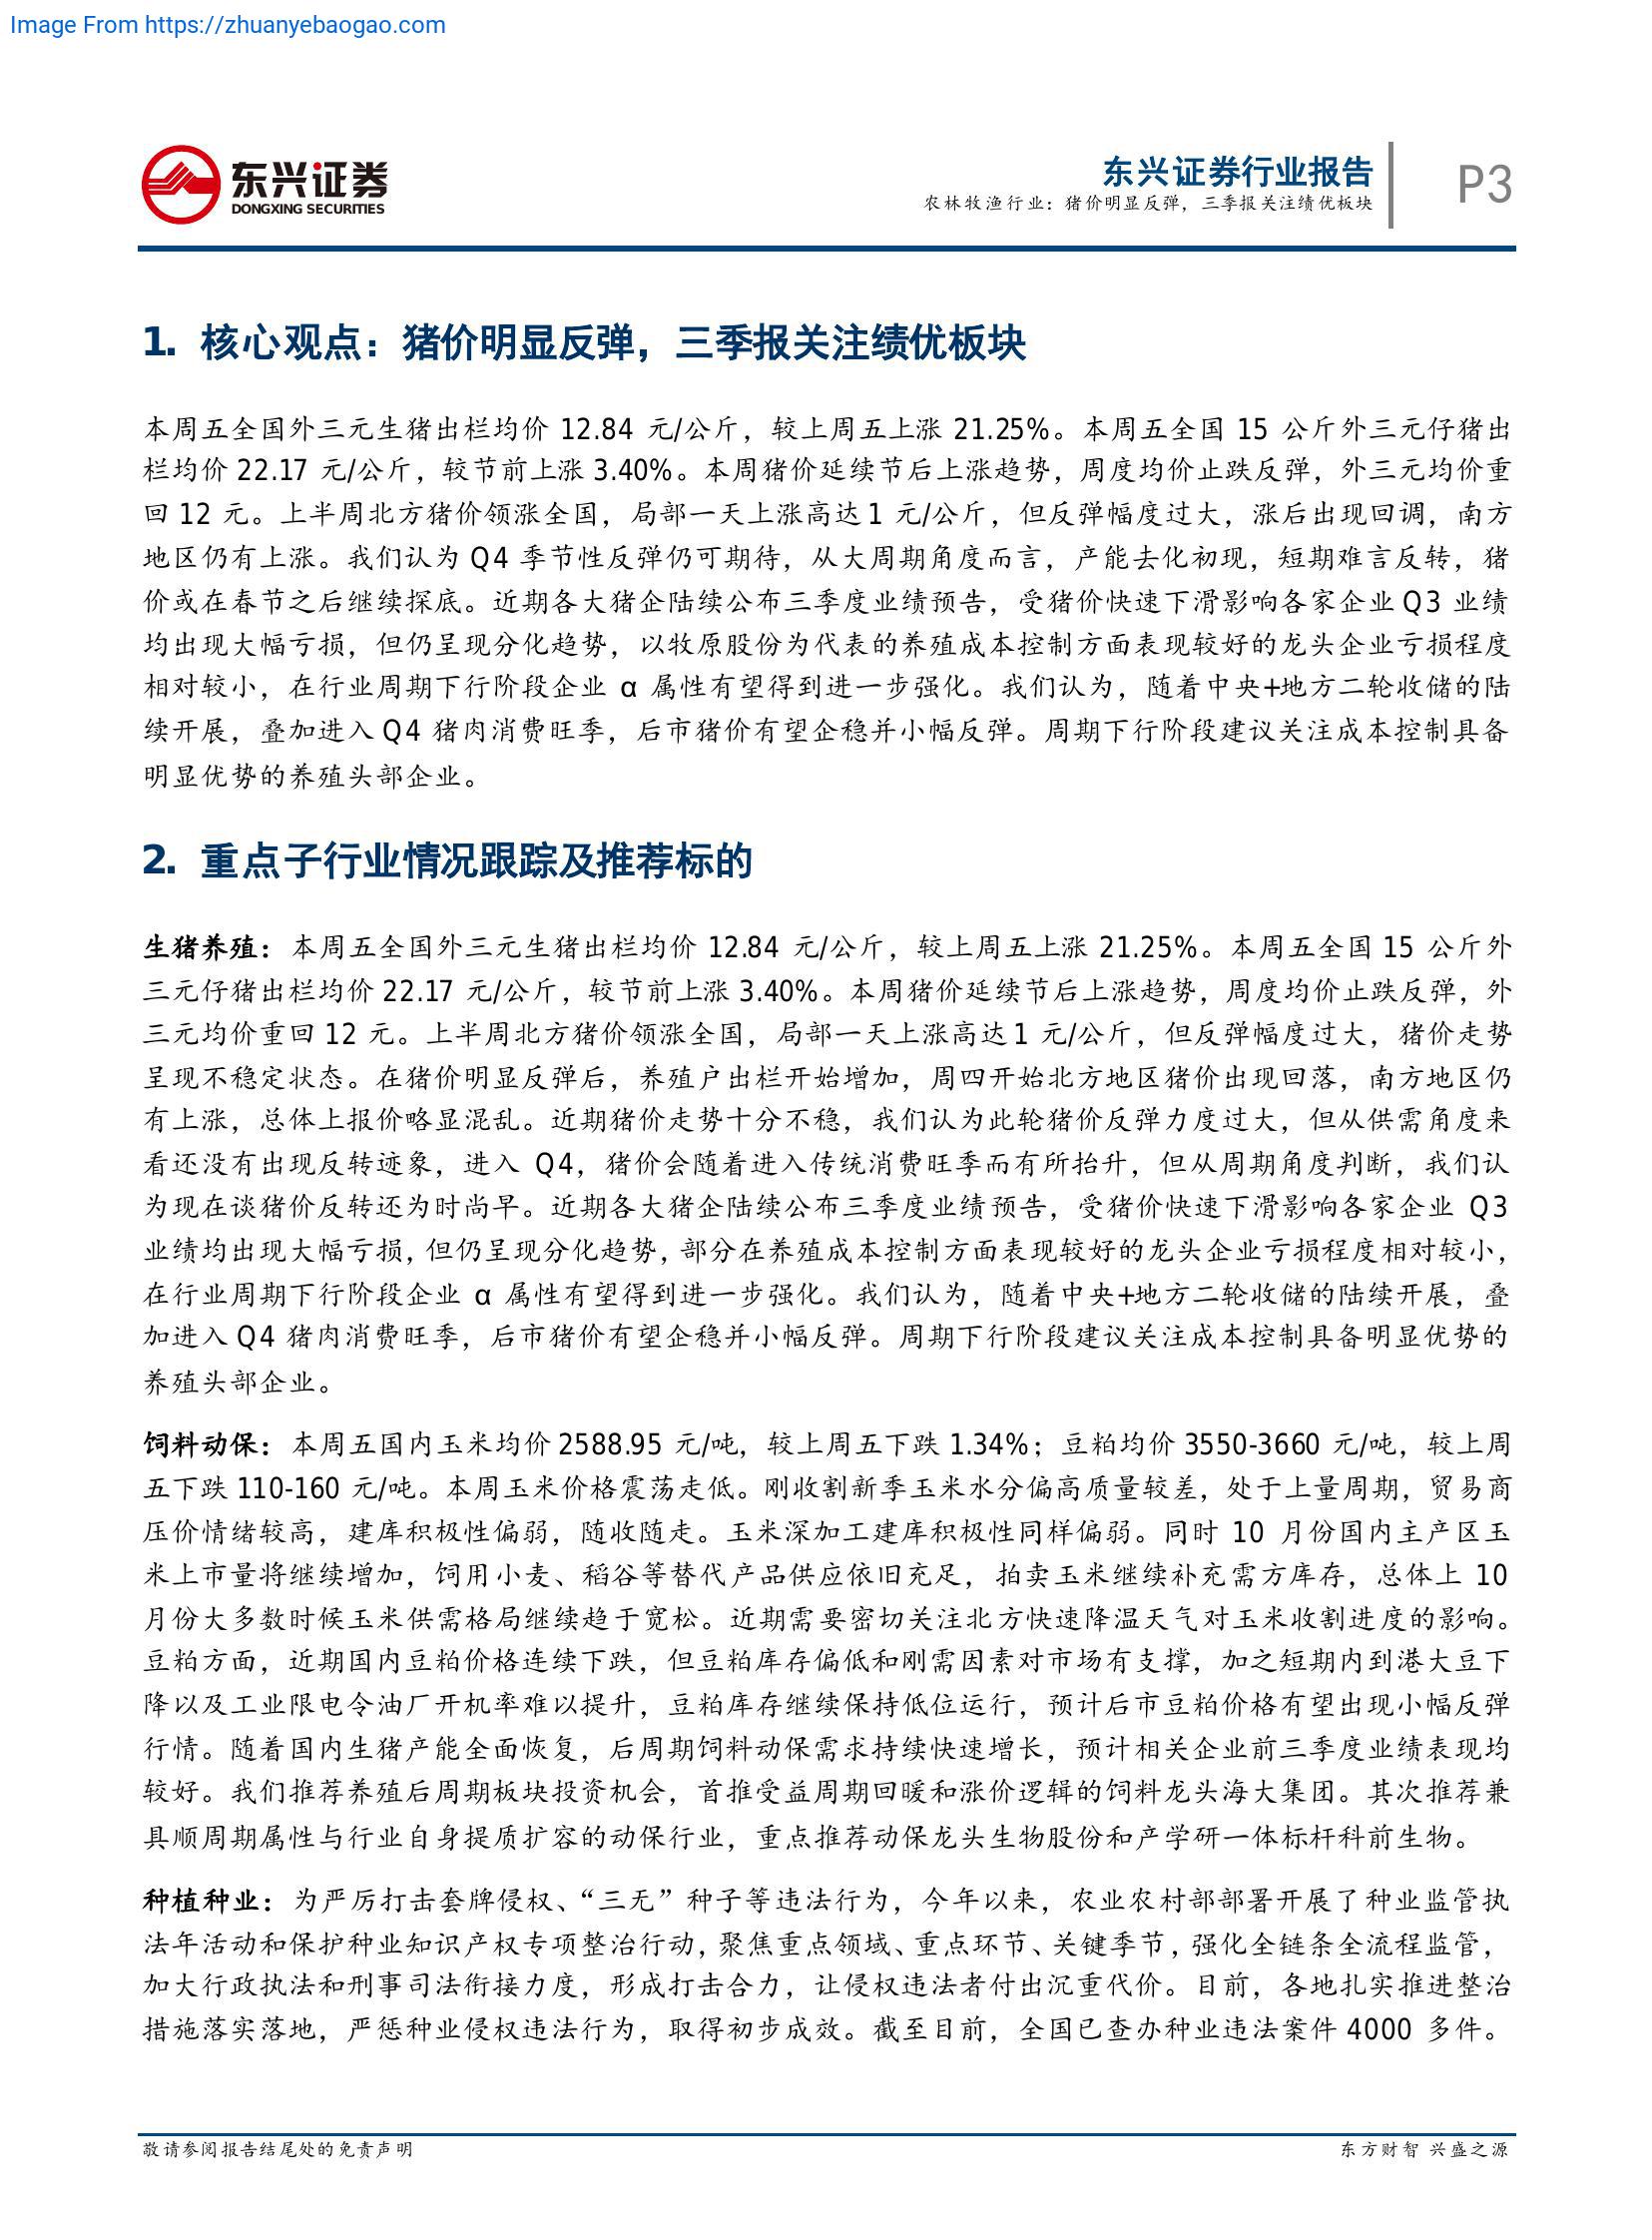 Image From https://zhuanyebaogao.com
东兴证券
DONGXING SECURITIES
东兴证券行业报告
农林牧渔行业：猪价明显反弹，三季报关注绩优板块
P3
1. 核心观点：猪价明显反弹，三季报关注绩优板块
本周五全国外三元生猪出栏均价 12.84 元/公斤，较上周五上涨 21.25%。本周五全国 15 公斤外三元仔猪出
栏均价 22.17 元/公斤，较节前上涨 3.40%。本周猪价延续节后上涨趋势，周度均价止跌反弹，外三元均价重
回 12 元。上半周北方猪价领涨全国，局部一天上涨高达 1 元/公斤，但反弹幅度过大，涨后出现回调，南方
地区仍有上涨。我们认为 Q4 季节性反弹仍可期待，从大周期角度而言，产能去化初现，短期难言反转，猪
价或在春节之后继续探底。近期各大猪企陆续公布三季度业绩预告，受猪价快速下滑影响各家企业 Q3 业绩
均出现大幅亏损，但仍呈现分化趋势，以牧原股份为代表的养殖成本控制方面表现较好的龙头企业亏损程度
相对较小，在行业周期下行阶段企业 α 属性有望得到进一步强化。我们认为，随着中央+地方二轮收储的陆
续开展，叠加进入 Q4 猪肉消费旺季，后市猪价有望企稳并小幅反弹。周期下行阶段建议关注成本控制具备
明显优势的养殖头部企业。
2. 重点子行业情况跟踪及推荐标的
生猪养殖：本周五全国外三元生猪出栏均价 12.84 元/公斤，较上周五上涨 21.25%。本周五全国 15 公斤外
三元仔猪出栏均价 22.17 元/公斤，较节前上涨 3.40%。本周猪价延续节后上涨趋势，周度均价止跌反弹，外
三元均价重回 12 元。上半周北方猪价领涨全国，局部一天上涨高达 1 元/公斤，但反弹幅度过大，猪价走势
呈现不稳定状态。在猪价明显反弹后，养殖户出栏开始增加，周四开始北方地区猪价出现回落，南方地区仍
有上涨，总体上报价略显混乱。近期猪价走势十分不稳，我们认为此轮猪价反弹力度过大，但从供需角度来
看还没有出现反转迹象，进入 Q4，猪价会随着进入传统消费旺季而有所抬升，但从周期角度判断，我们认
为现在谈猪价反转还为时尚早。近期各大猪企陆续公布三季度业绩预告，受猪价快速下滑影响各家企业 Q3
业绩均出现大幅亏损，但仍呈现分化趋势，部分在养殖成本控制方面表现较好的龙头企业亏损程度相对较小，
在行业周期下行阶段企业 α 属性有望得到进一步强化。我们认为，随着中央+地方二轮收储的陆续开展，叠
加进入 Q4 猪肉消费旺季，后市猪价有望企稳并小幅反弹。周期下行阶段建议关注成本控制具备明显优势的
养殖头部企业。
饲料动保：本周五国内玉米均价 2588.95 元/吨，较上周五下跌 1.34%；豆粕均价 3550-3660 元/吨，较上周
五下跌 110-160 元/吨。本周玉米价格震荡走低。刚收割新季玉米水分偏高质量较差，处于上量周期，贸易商
压价情绪较高，建库积极性偏弱，随收随走。玉米深加工建库积极性同样偏弱。同时 10 月份国内主产区玉
米上市量将继续增加，饲用小麦、稻谷等替代产品供应依旧充足，拍卖玉米继续补充需方库存，总体上 10
月份大多数时候玉米供需格局继续趋于宽松。近期需要密切关注北方快速降温天气对玉米收割进度的影响。
豆粕方面，近期国内豆粕价格连续下跌，但豆粕库存偏低和刚需因素对市场有支撑，加之短期内到港大豆下
降以及工业限电令油厂开机率难以提升，豆粕库存继续保持低位运行，预计后市豆粕价格有望出现小幅反弹
行情。随着国内生猪产能全面恢复，后周期饲料动保需求持续快速增长，预计相关企业前三季度业绩表现均
较好。我们推荐养殖后周期板块投资机会，首推受益周期回暖和涨价逻辑的饲料龙头海大集团。其次推荐兼
具顺周期属性与行业自身提质扩容的动保行业，重点推荐动保龙头生物股份和产学研一体标杆科前生物。
种植种业：为严厉打击套牌侵权、“三无”种子等违法行为，今年以来，农业农村部部署开展了种业监管执
法年活动和保护种业知识产权专项整治行动，聚焦重点领域、重点环节、关键季节，强化全链条全流程监管，
加大行政执法和刑事司法衔接力度，形成打击合力，让侵权违法者付出沉重代价。目前，各地扎实推进整治
措施落实落地，严惩种业侵权违法行为，取得初步成效。截至目前，全国已查办种业违法案件 4000 多件。
敬请参阅报告结尾处的免责声明
东方财智 兴盛之源